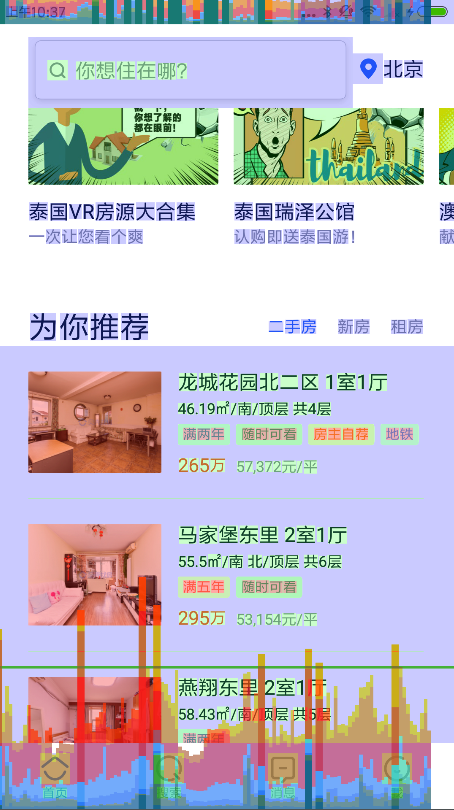 上午10:37
你想住在哪?
北京
你想了解的
都在眼前!
thailand
泰国VR房源大合集
泰国瑞泽公馆
澳
一次让您看个爽
认购即送泰国游!
献
为你推荐
二手房 新房 租房
龙城花园北二区 1室1厅
46.19㎡/南/顶层 共4层
满两年 随时可看 房主自荐 地铁
265万 57,372元/平
马家堡东里 2室1厅
55.5㎡/南 北/顶层 共6层
满五年 随时可看
295万 53,154元/平
燕翔东里 2室1厅
58.43㎡/南/顶层 共5层
满两年
首页
消息